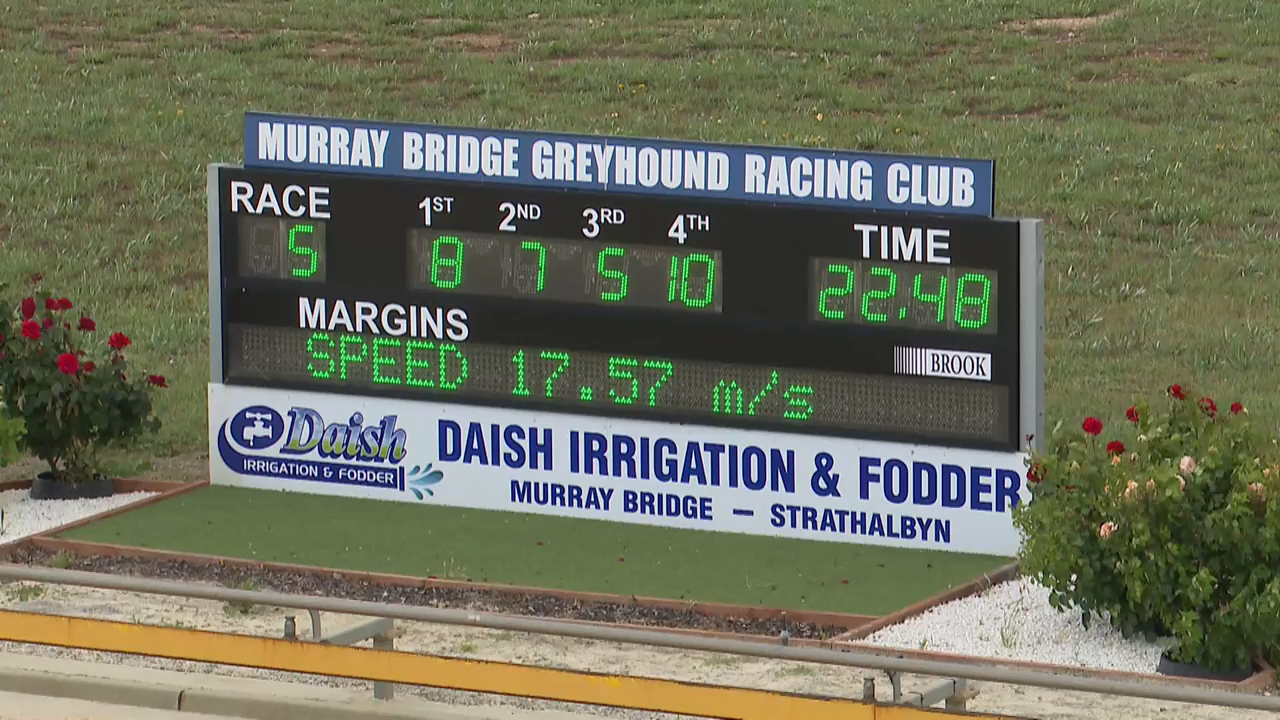 MURRAY BRIDGE GREYHOUND RACING CLUB
RACE 1ST 2ND 3RD 4TH TIME
5 8 7 5 10 22.48
MARGINS
SPEED 17.57 m/s
BROOK
Daish
IRRIGATION & FODDER
DAISH IRRIGATION & FODDER
MURRAY BRIDGE — STRATHALBYN